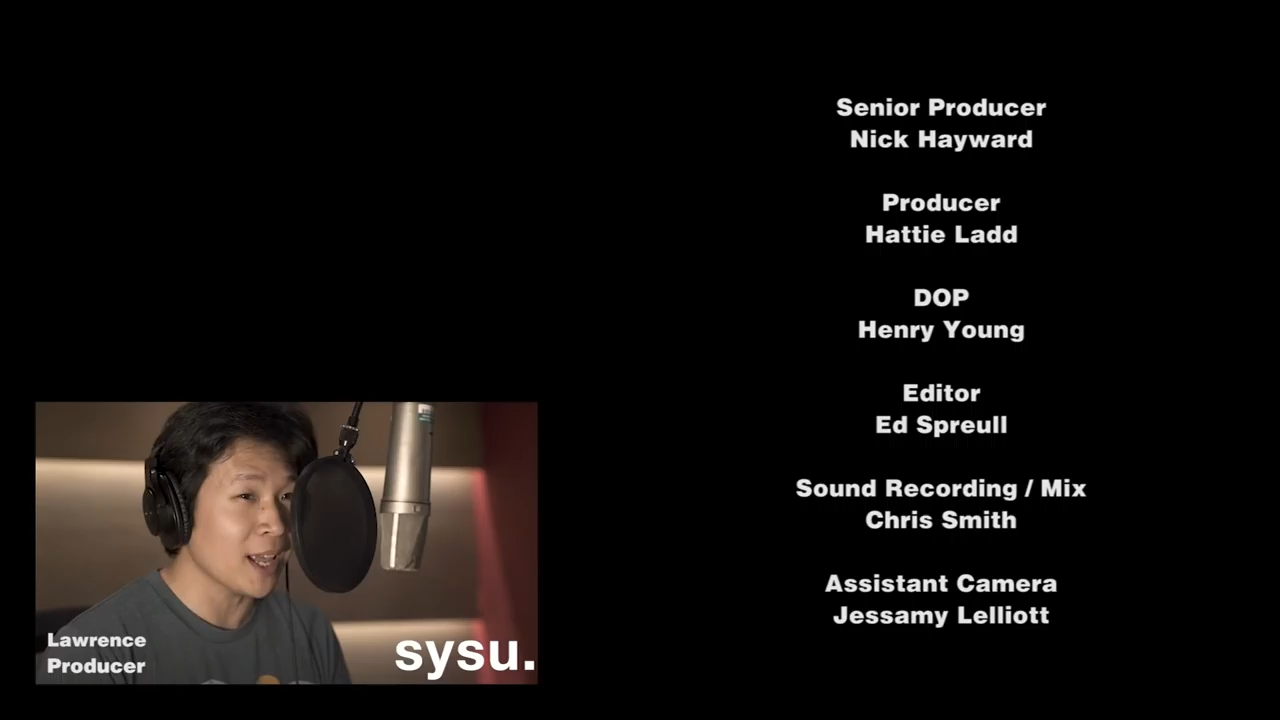 Senior Producer
Nick Hayward
Producer
Hattie Ladd
DOP
Henry Young
Editor
Ed Spreull
Sound Recording / Mix
Chris Smith
Assistant Camera
Jessamy Lelliott
Lawrence
Producer
sysu.